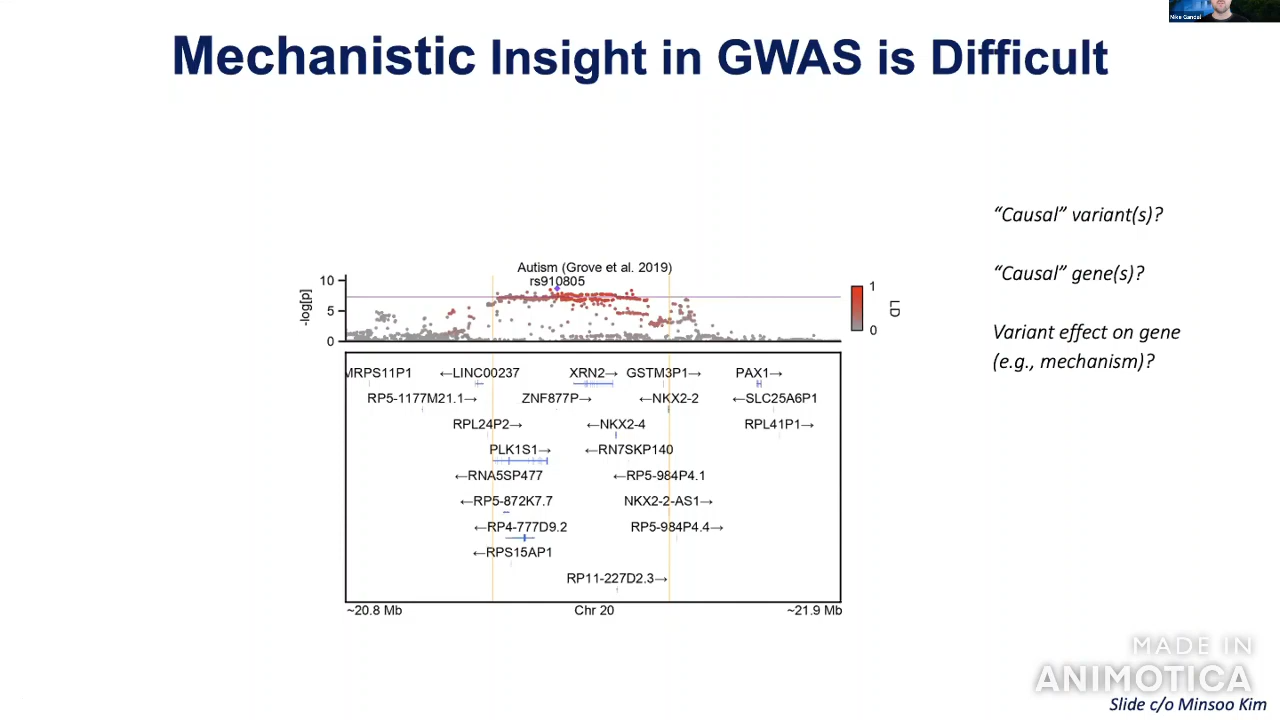 Mike Gandal
Mechanistic Insight in GWAS is Difficult
“Causal” variant(s)?
“Causal” gene(s)?
Variant effect on gene
(e.g., mechanism)?
Autism (Grove et al. 2019)
rs910805
10
5
0
-log[p]
1
0
LD
MRPS11P1 ←LINC00237 XRN2→ GSTM3P1→ PAX1→
RP5-1177M21.1→ ZNF877P→ ←NKX2-2 ←SLC25A6P1
RPL24P2→ ←NKX2-4 RPL41P1→
PLK1S1→ ←RN7SKP140
←RNA5SP477 ←RP5-984P4.1
←RP5-872K7.7 NKX2-2-AS1→
←RP4-777D9.2 RP5-984P4.4→
←RPS15AP1
RP11-227D2.3→
~20.8 Mb Chr 20 ~21.9 Mb
MADE IN
ANIMOTICA
Slide c/o Minsoo Kim